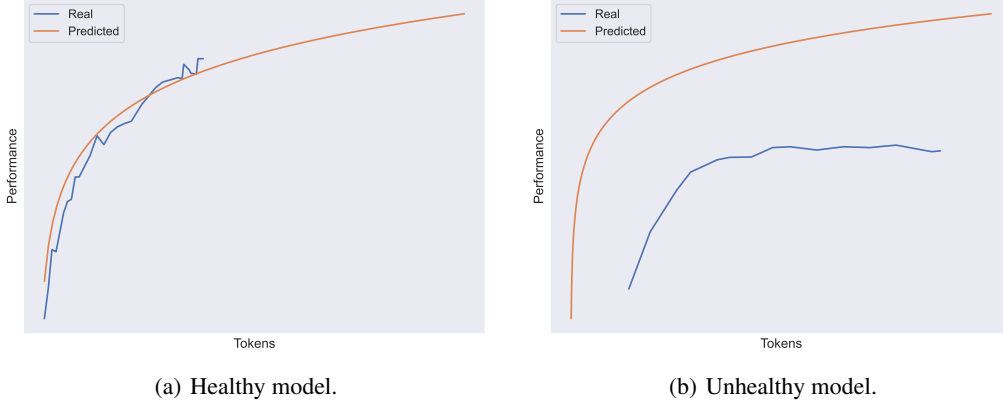 Real
Predicted
Performance
Tokens
(a) Healthy model.
Real
Predicted
Performance
Tokens
(b) Unhealthy model.